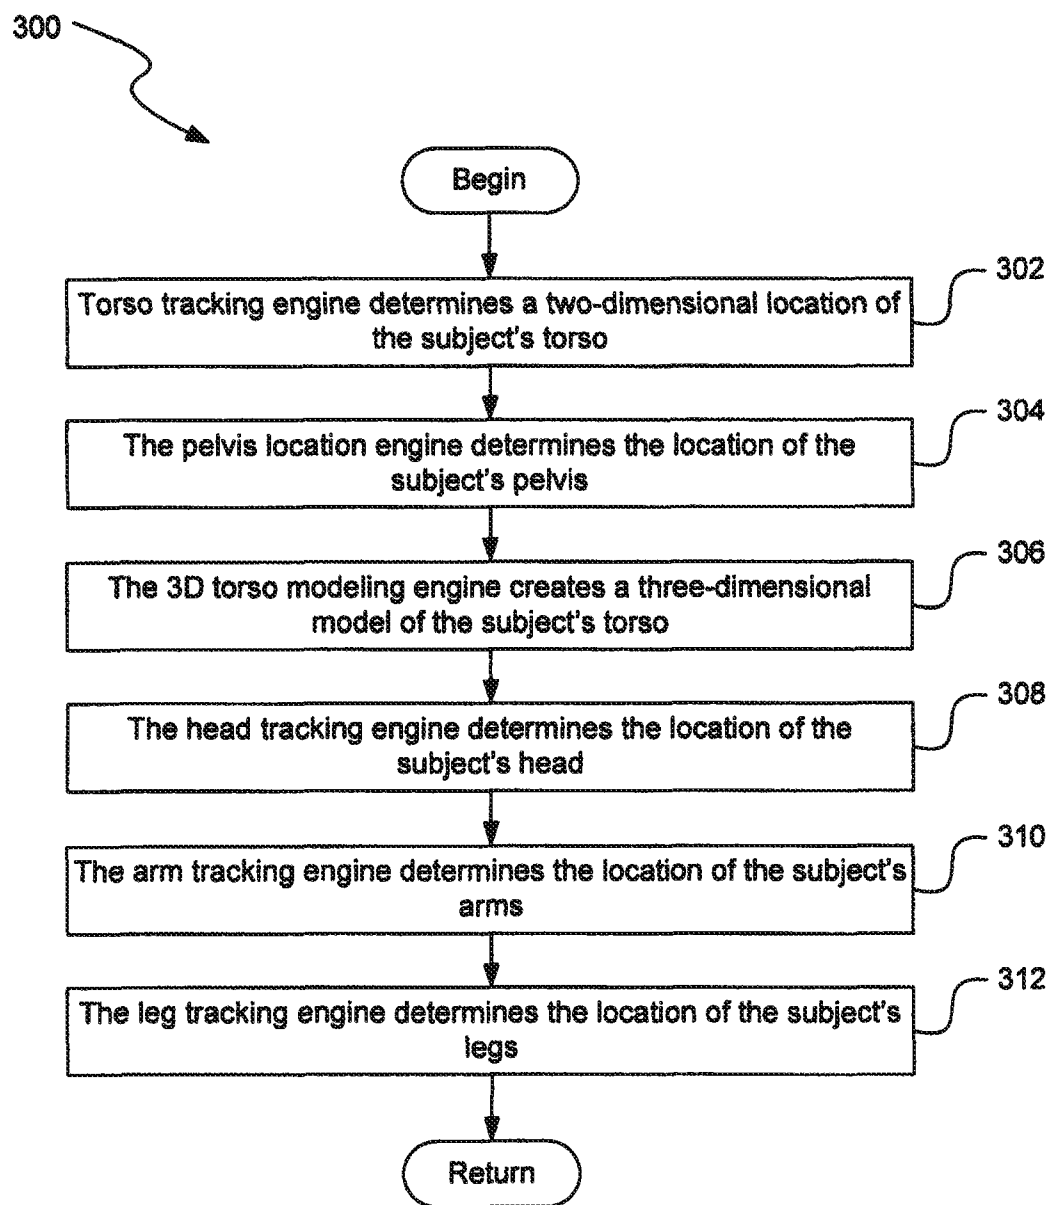 300
Begin
302
Torso tracking engine determines a two-dimensional location of
the subject's torso
304
The pelvis location engine determines the location of the
subject's pelvis
306
The 3D torso modeling engine creates a three-dimensional
model of the subject's torso
308
The head tracking engine determines the location of the
subject's head
310
The arm tracking engine determines the location of the subject's
arms
312
The leg tracking engine determines the location of the subject's
legs
Return